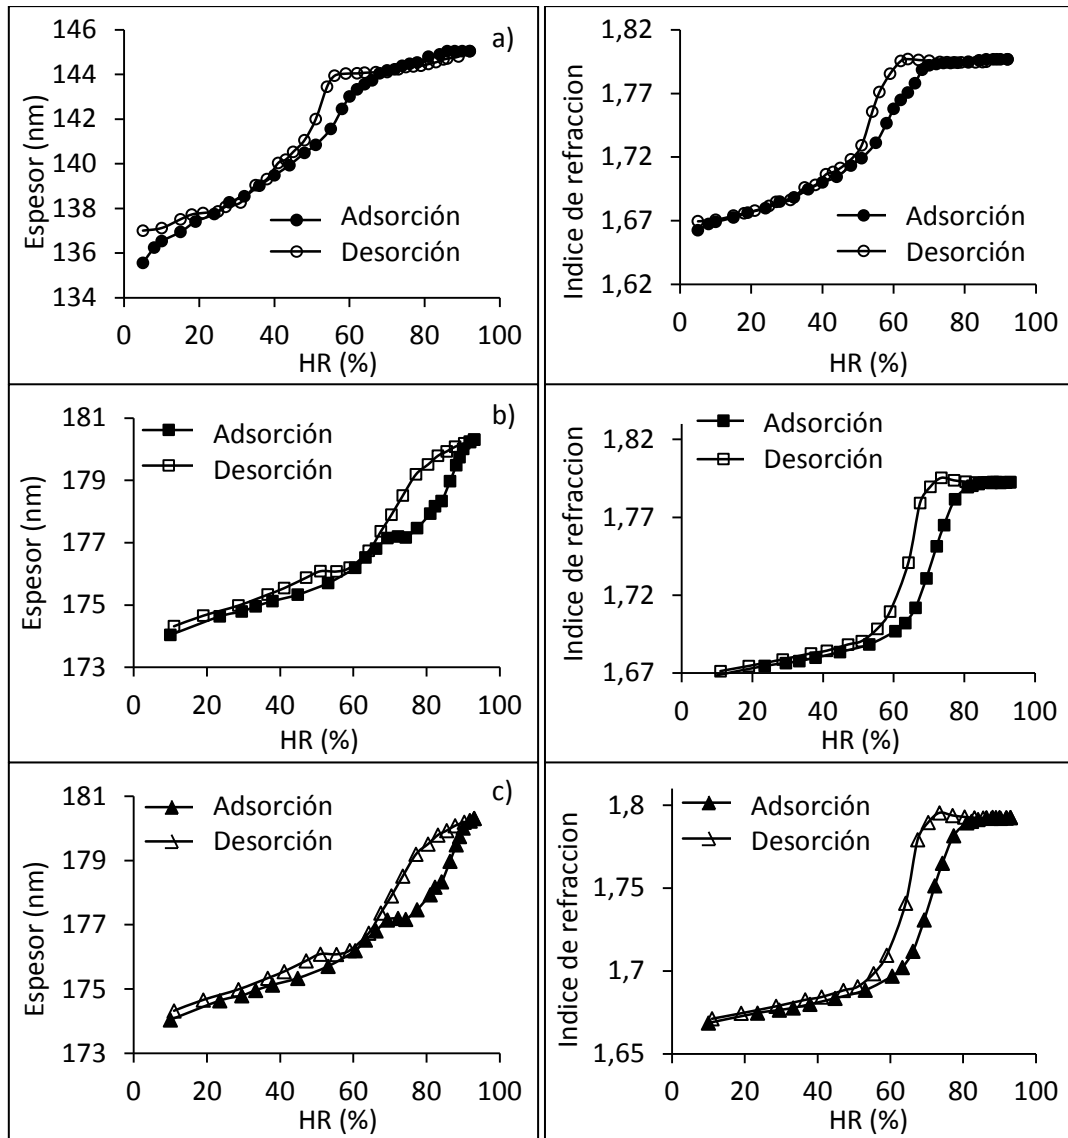 a)
Espesor (nm)
146
144
142
140
138
136
134
0 20 40 60 80 100
HR (%)
Adsorción
Desorción
Indice de refraccion
1,82
1,77
1,72
1,67
1,62
0 20 40 60 80 100
HR (%)
Adsorción
Desorción
b)
Espesor (nm)
181
179
177
175
173
0 20 40 60 80 100
HR (%)
Adsorción
Desorción
Indice de refraccion
1,82
1,77
1,72
1,67
0 20 40 60 80 100
HR (%)
Adsorción
Desorción
c)
Espesor (nm)
181
179
177
175
173
0 20 40 60 80 100
HR (%)
Adsorción
Desorción
Indice de refraccion
1,8
1,75
1,7
1,65
0 20 40 60 80 100
HR (%)
Adsorción
Desorción